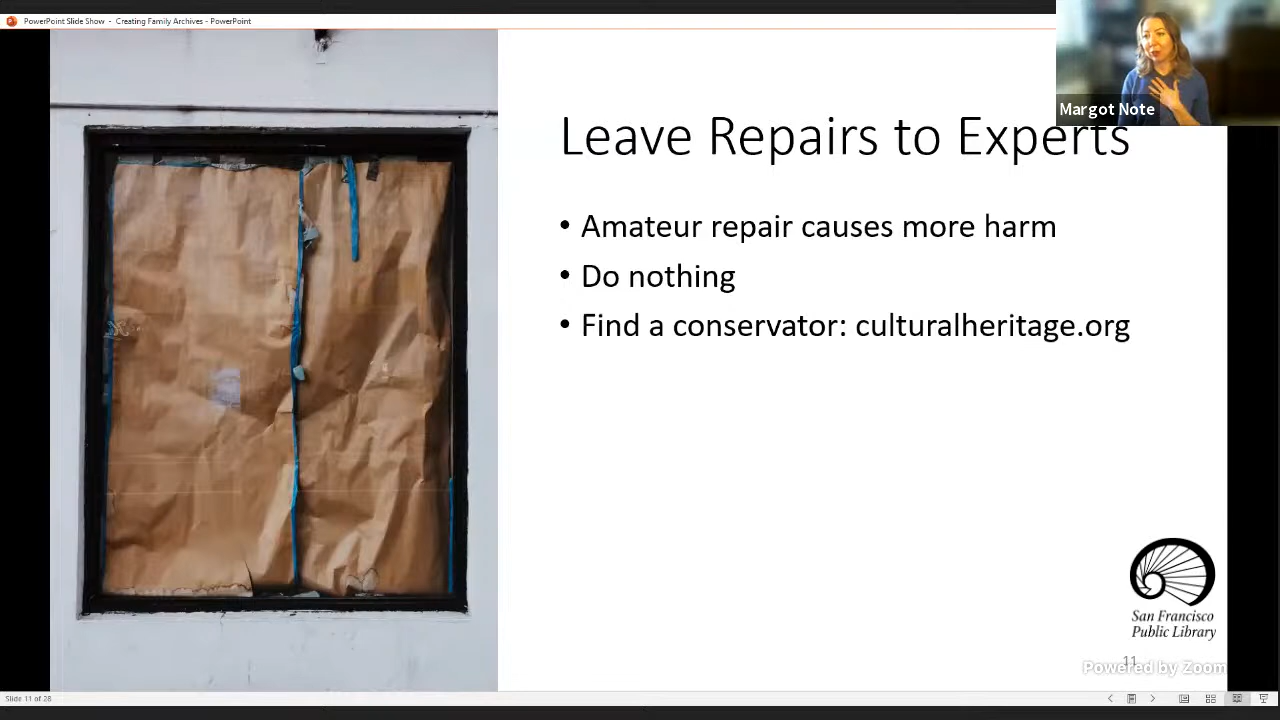 PowerPoint Slide Show - Creating Family Archives - PowerPoint
Margot Note
Leave Repairs to Experts
• Amateur repair causes more harm
• Do nothing
• Find a conservator: culturalheritage.org
San Francisco
Public Library
11
Powered by Zoom
Slide 11 of 28